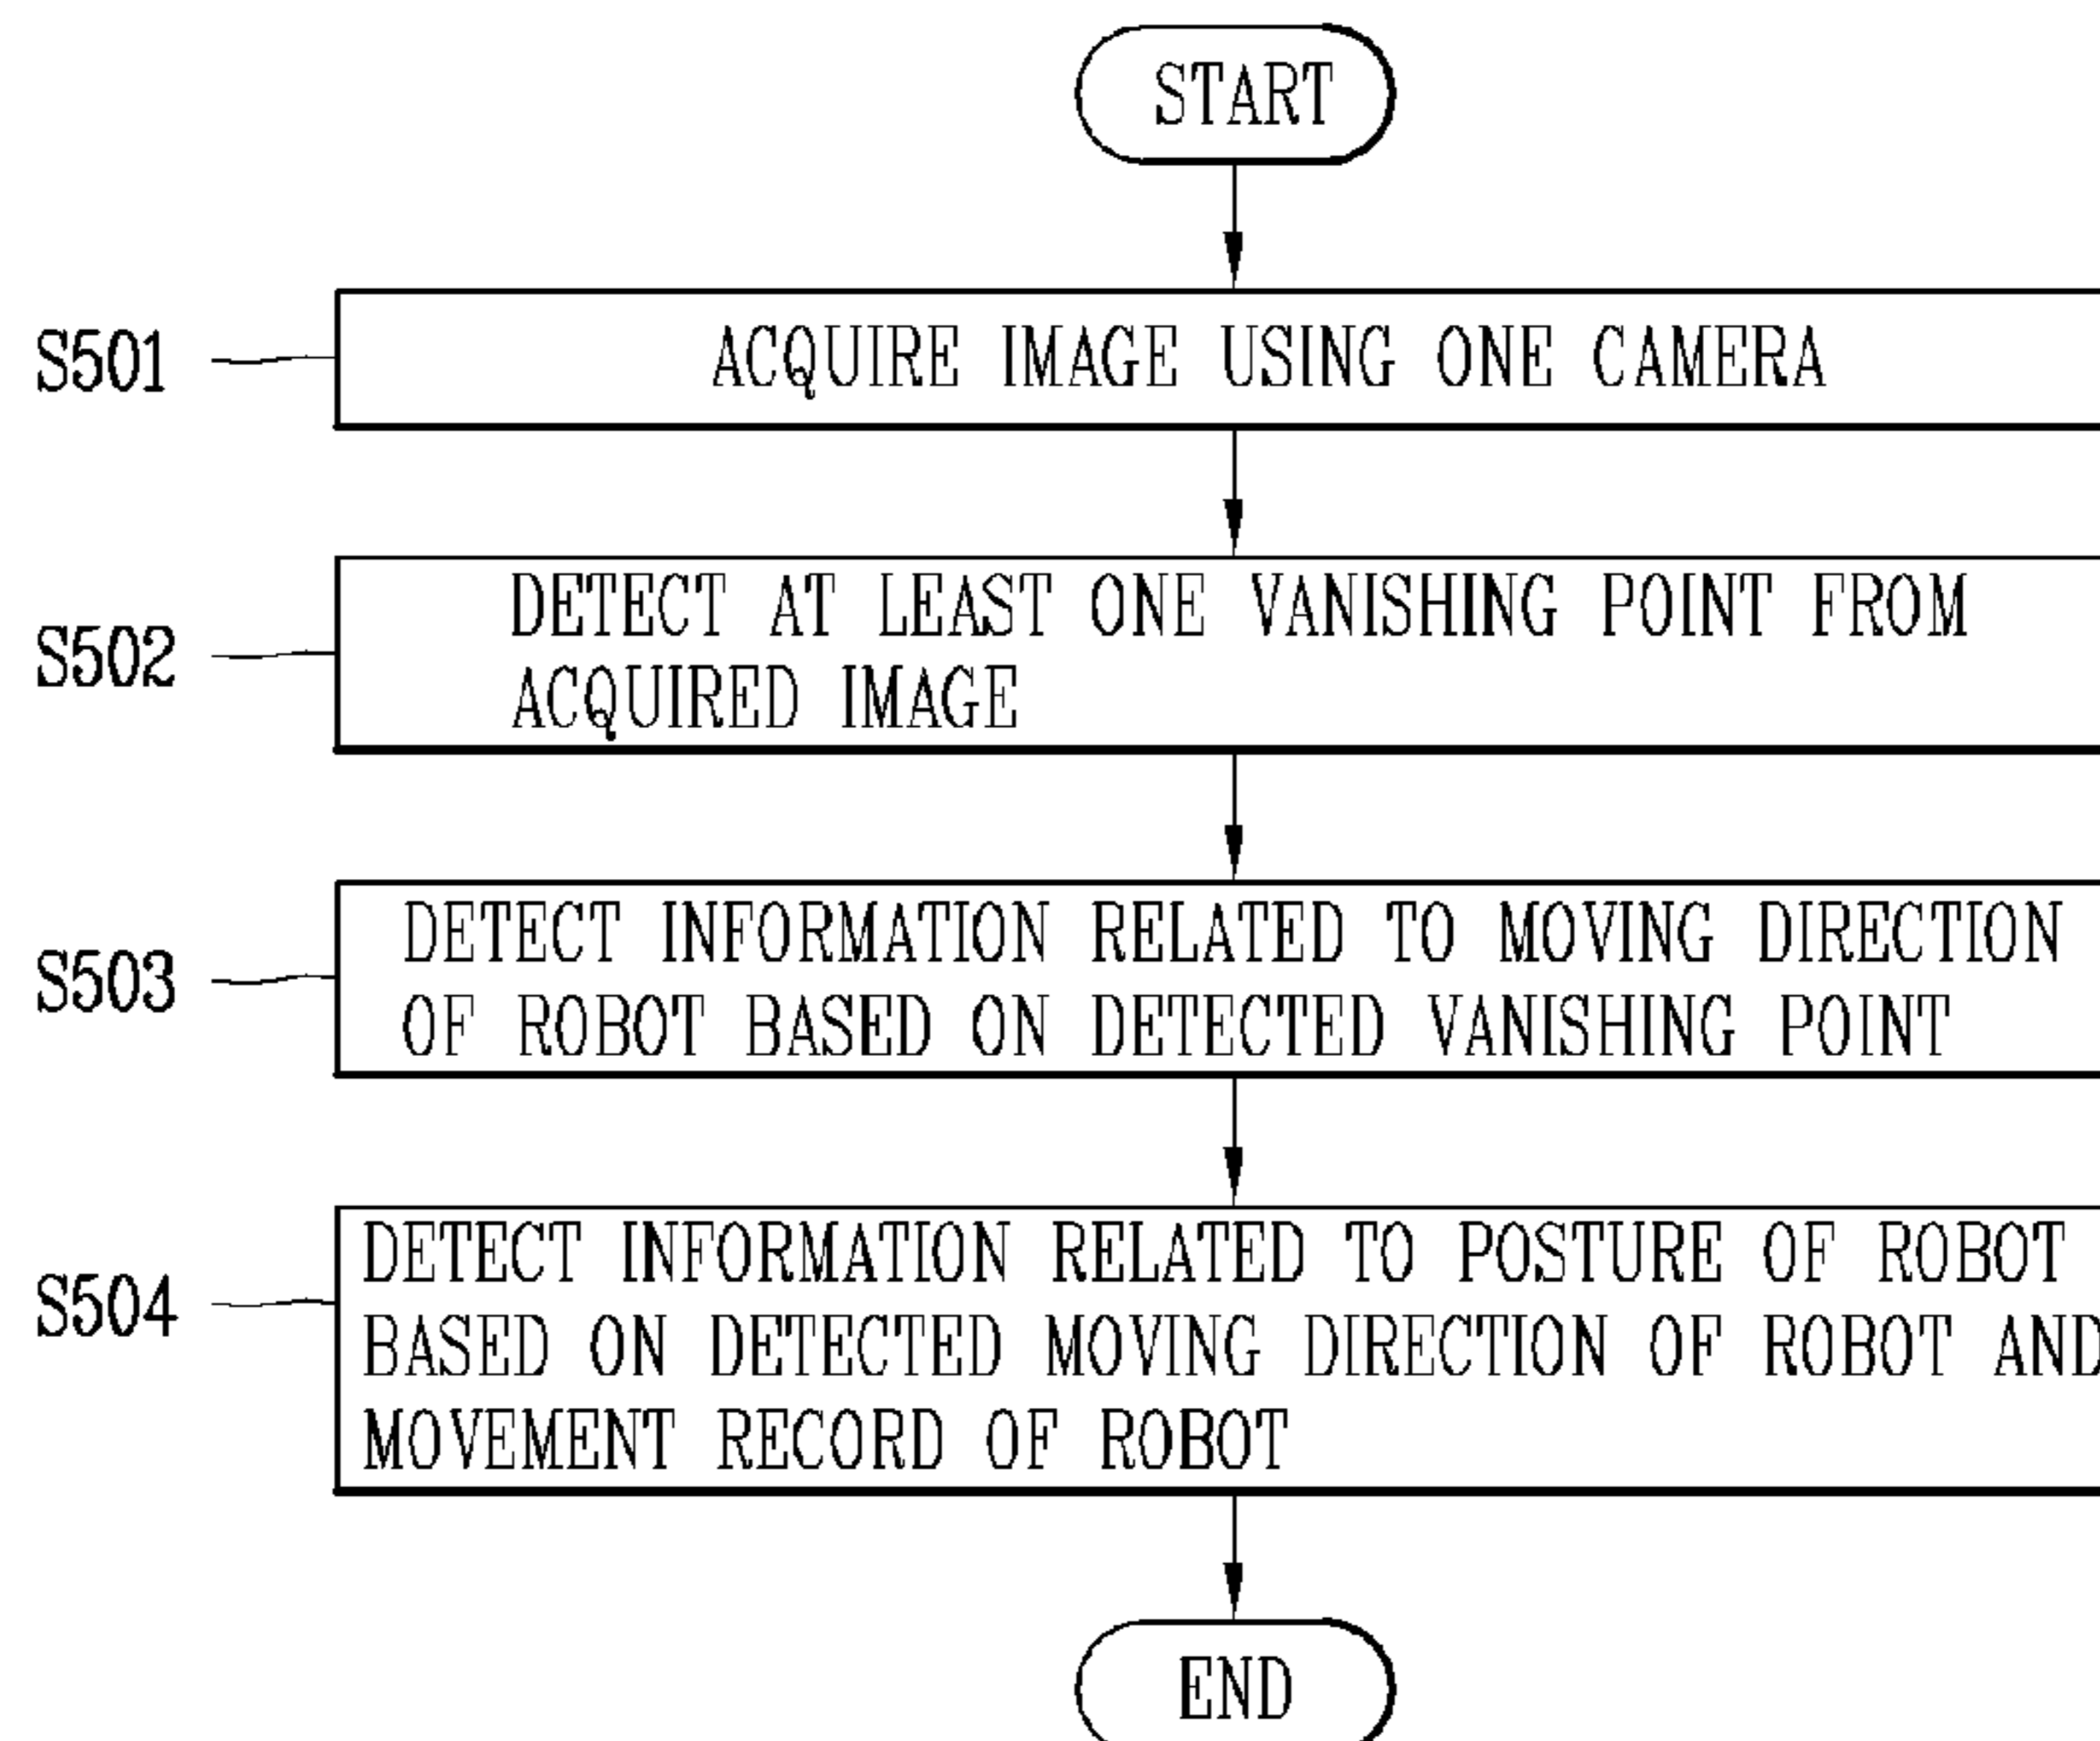 START
S501
ACQUIRE IMAGE USING ONE CAMERA
S502
DETECT AT LEAST ONE VANISHING POINT FROM
ACQUIRED IMAGE
S503
DETECT INFORMATION RELATED TO MOVING DIRECTION
OF ROBOT BASED ON DETECTED VANISHING POINT
S504
DETECT INFORMATION RELATED TO POSTURE OF ROBOT
BASED ON DETECTED MOVING DIRECTION OF ROBOT AND
MOVEMENT RECORD OF ROBOT
END